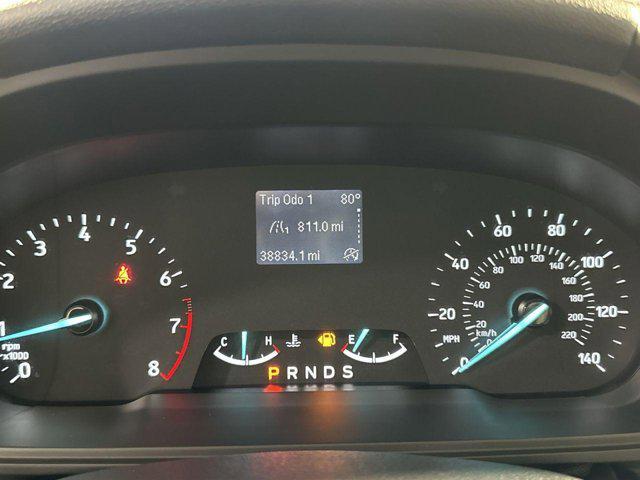 Trip Odo 1 80°
1 811.0 mi
38834.1 mi
0 1 2 3 4 5 6 7 8
rpm
x1000
C H
E F
P R N D S
0 20 40 60 80 100 120 140
MPH
km/h
0 20 40 60 80 100 120 140 160 180 200 220